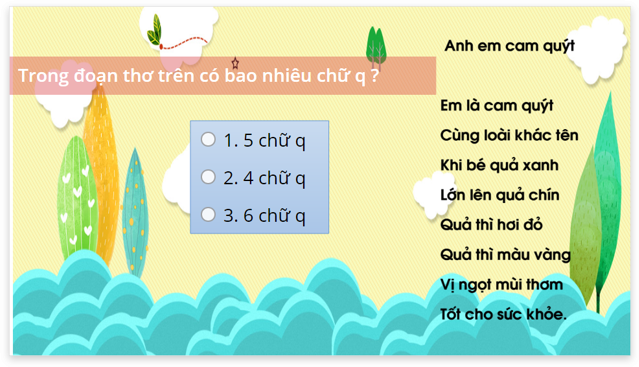 Trong đoạn thơ trên có bao nhiêu chữ q ?
1. 5 chữ q
2. 4 chữ q
3. 6 chữ q
Anh em cam quýt
Em là cam quýt
Cùng loài khác tên
Khi bé quả xanh
Lớn lên quả chín
Quả thì hơi đỏ
Quả thì màu vàng
Vị ngọt mùi thơm
Tốt cho sức khỏe.